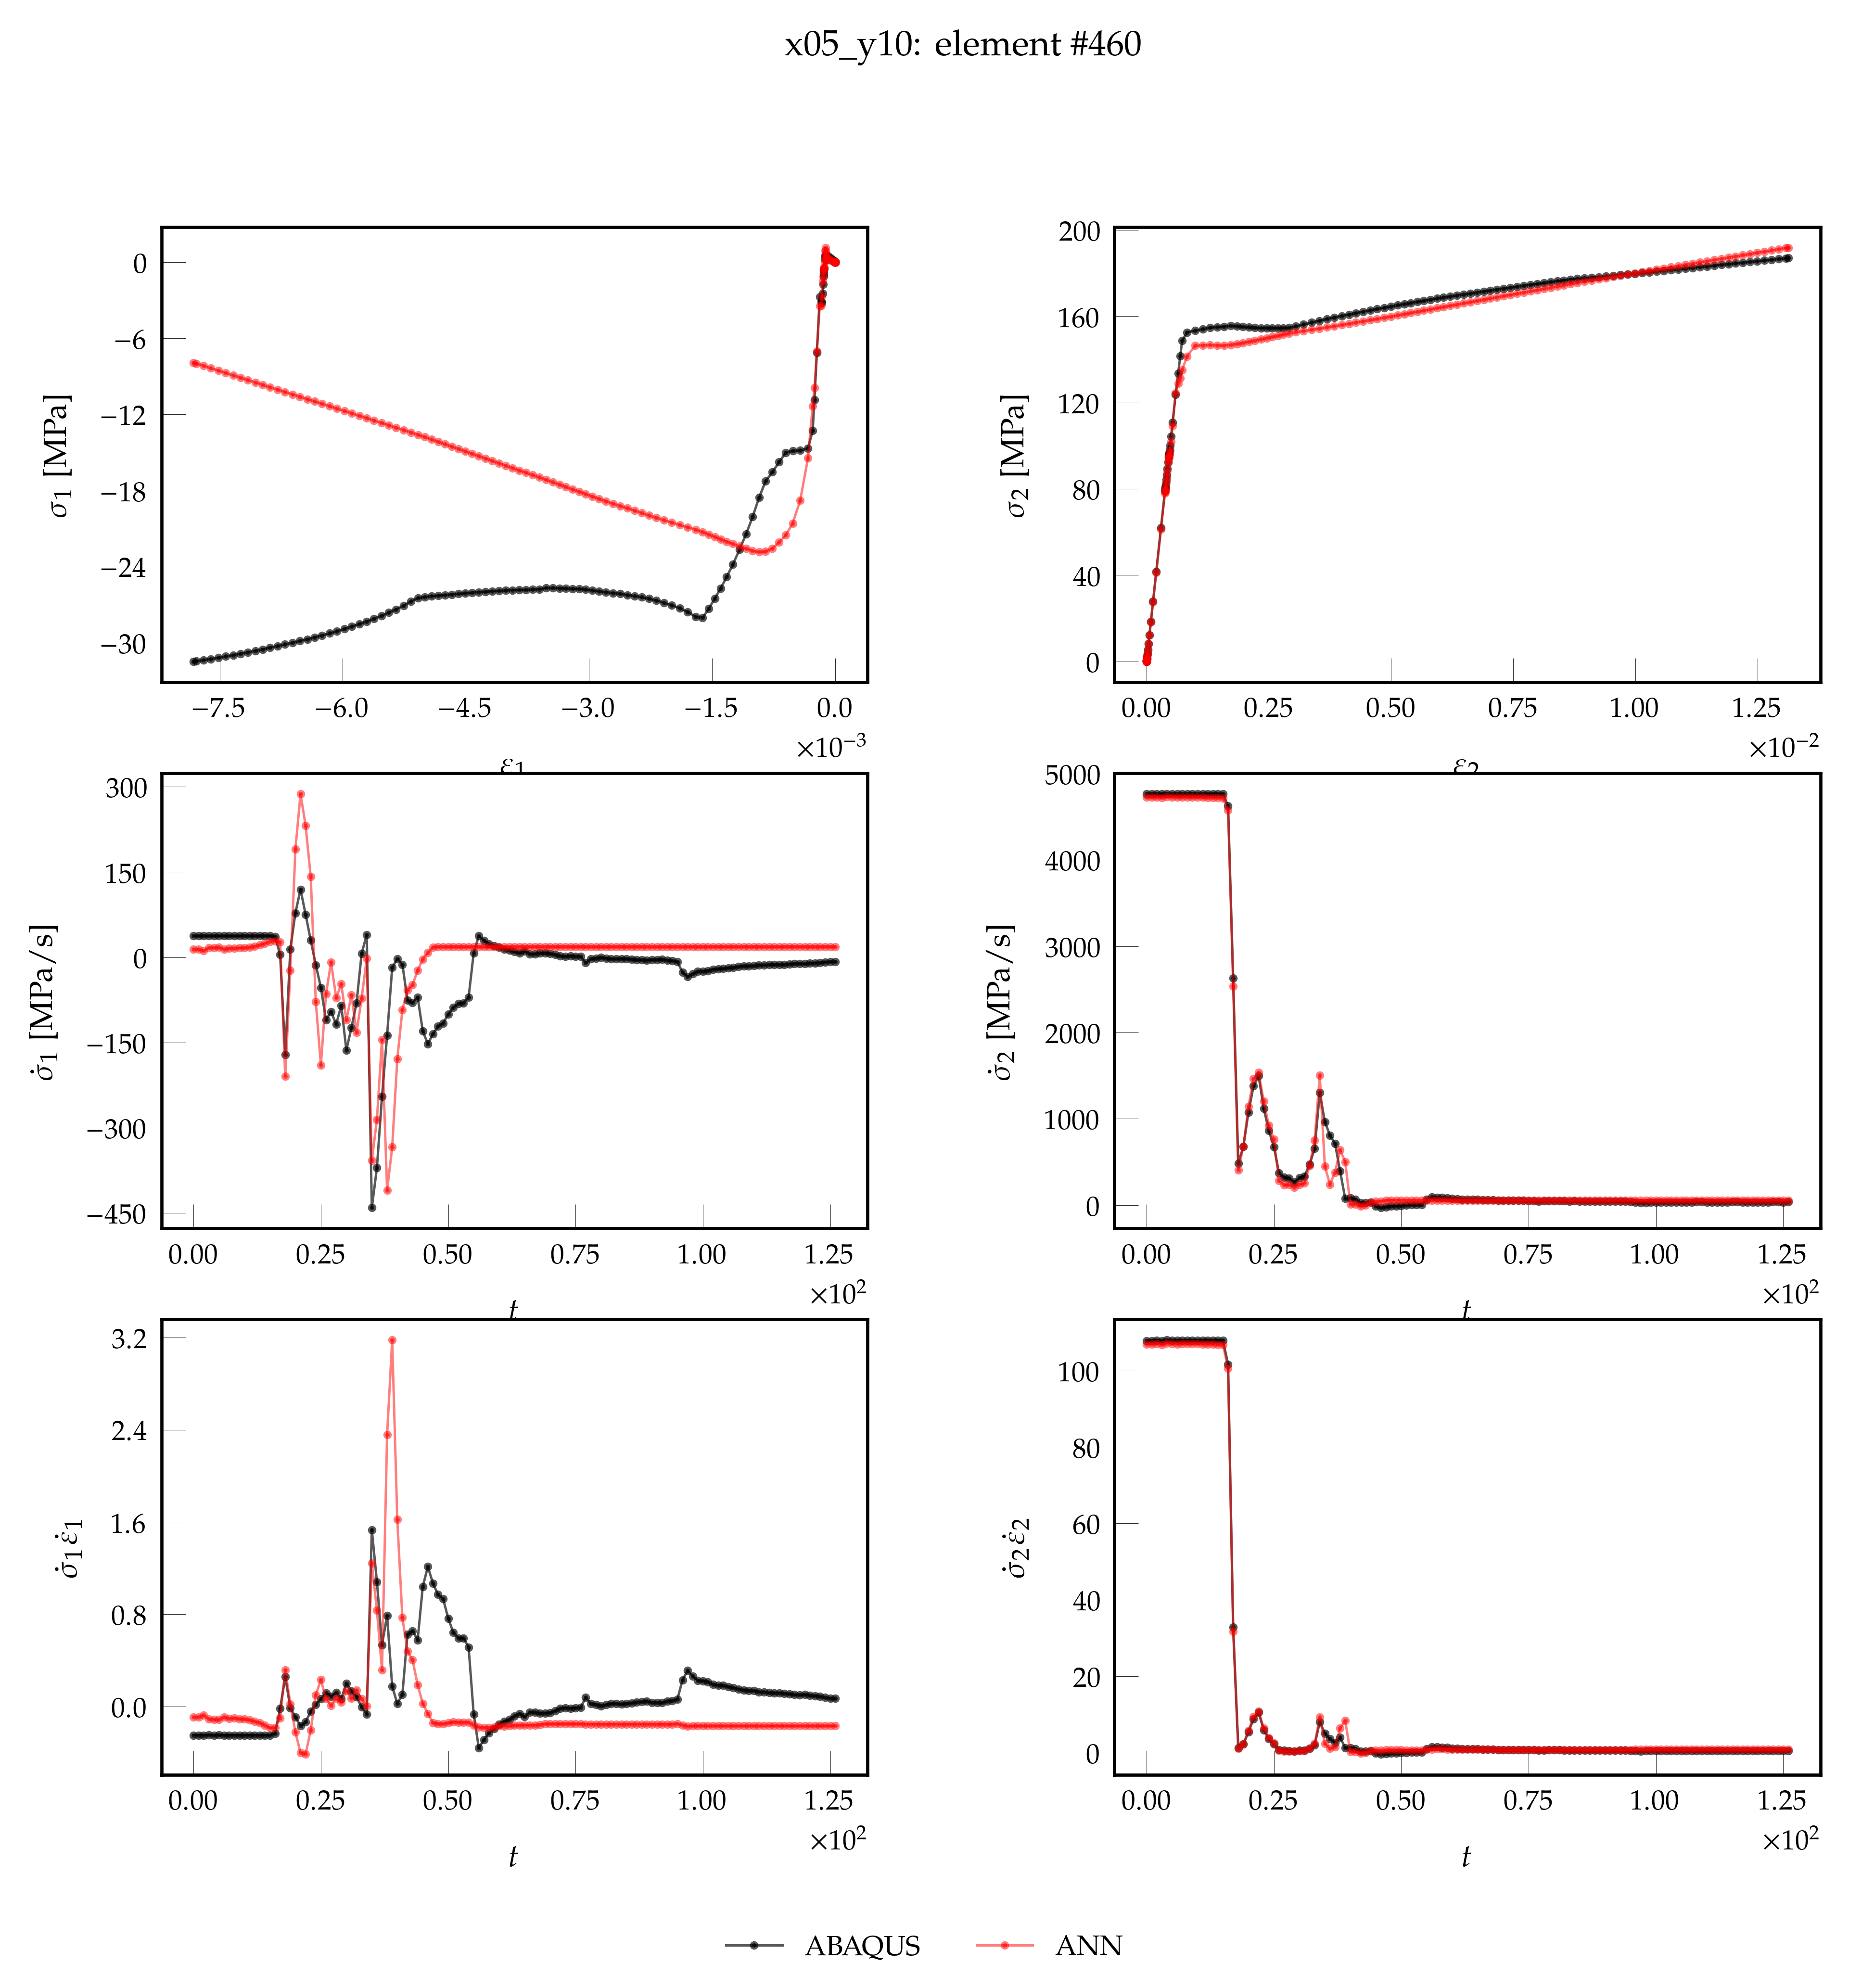 x05_y10: element #460
σ₁ [MPa]
0
−6
−12
−18
−24
−30
−7.5 −6.0 −4.5 −3.0 −1.5 0.0
×10⁻³
ε₁
σ₂ [MPa]
200
160
120
80
40
0
0.00 0.25 0.50 0.75 1.00 1.25
×10⁻²
ε₂
σ̇₁ [MPa/s]
300
150
0
−150
−300
−450
0.00 0.25 0.50 0.75 1.00 1.25
×10²
t
σ̇₂ [MPa/s]
5000
4000
3000
2000
1000
0
0.00 0.25 0.50 0.75 1.00 1.25
×10²
t
σ̇₁ε̇₁
3.2
2.4
1.6
0.8
0.0
0.00 0.25 0.50 0.75 1.00 1.25
×10²
t
σ̇₂ε̇₂
100
80
60
40
20
0
0.00 0.25 0.50 0.75 1.00 1.25
×10²
t
ABAQUS ANN